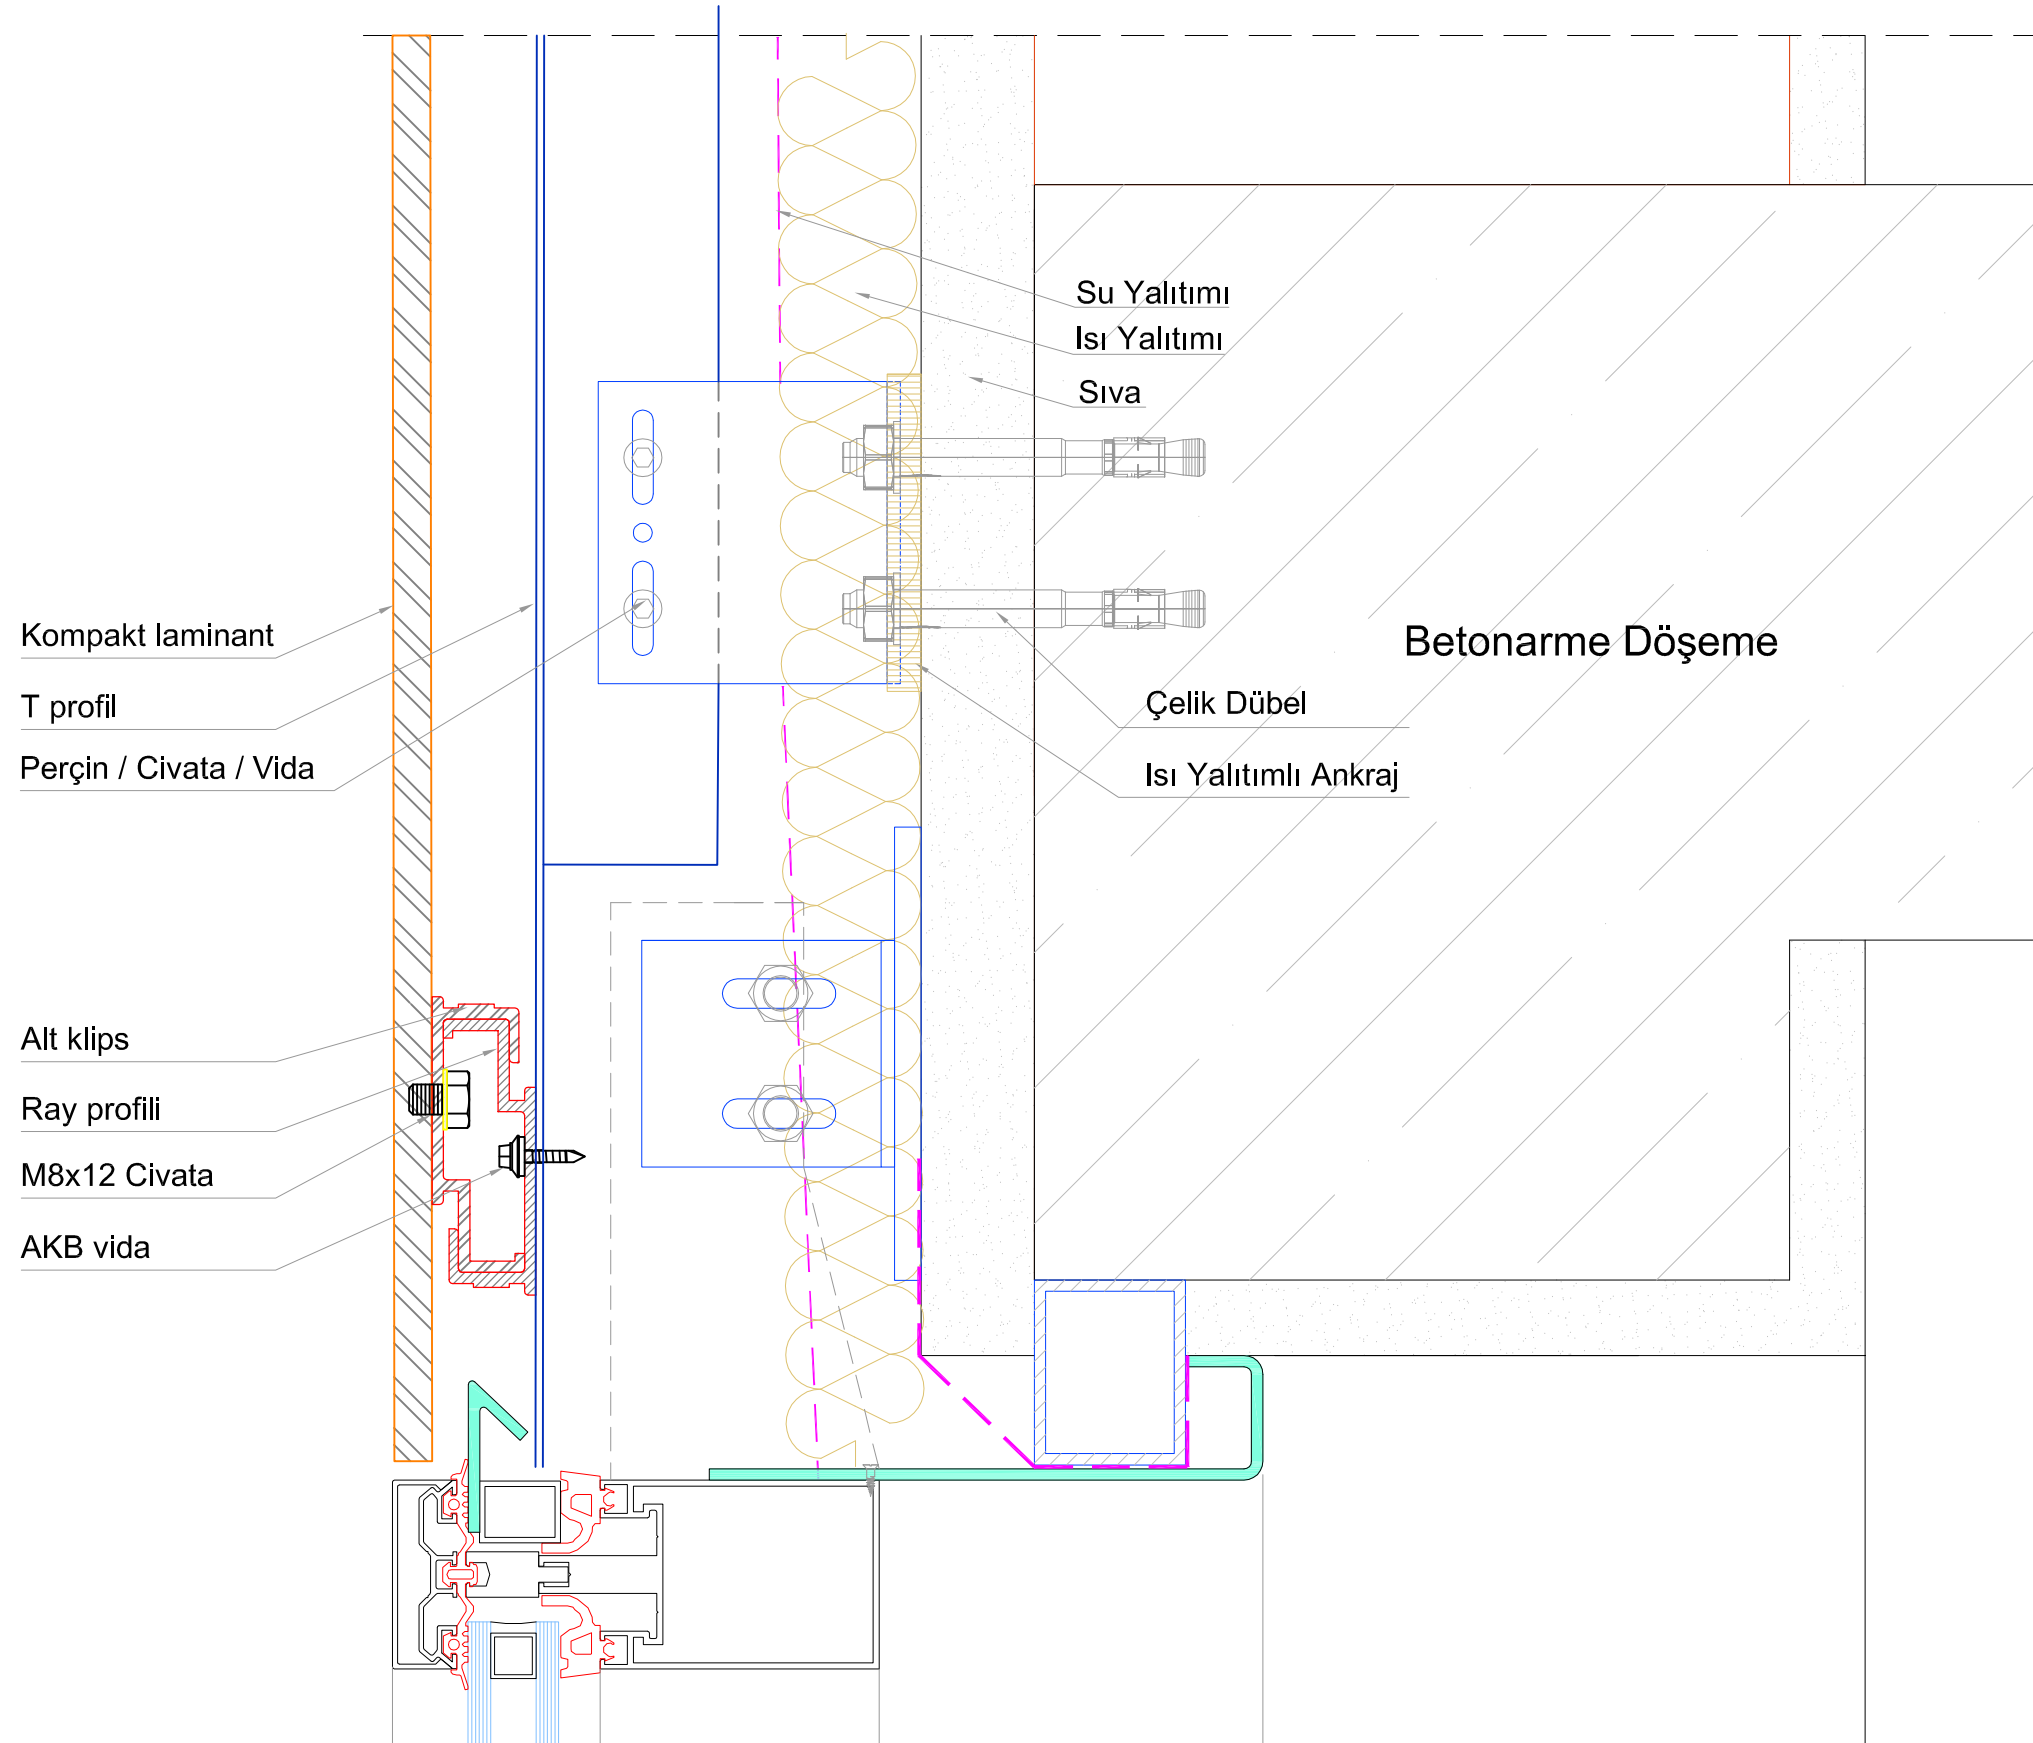 Su Yalıtımı
Isı Yalıtımı
Sıva
Kompakt laminant
T profil
Perçin / Civata / Vida
Betonarme Döşeme
Çelik Dübel
Isı Yalıtımlı Ankraj
Alt klips
Ray profili
M8x12 Civata
AKB vida